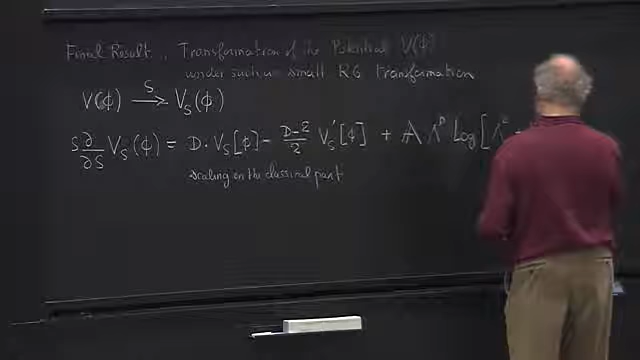 Final Result. Transformation of the Potential V(ϕ)
under such a small RG transformation
V(ϕ) ⟶ S V_S(ϕ)
S ∂/∂S V_S(ϕ) = D · V_S[ϕ] - D-2/2 V_S'[ϕ] + A Λ^D Log[Λ^2
scaling on the classical part